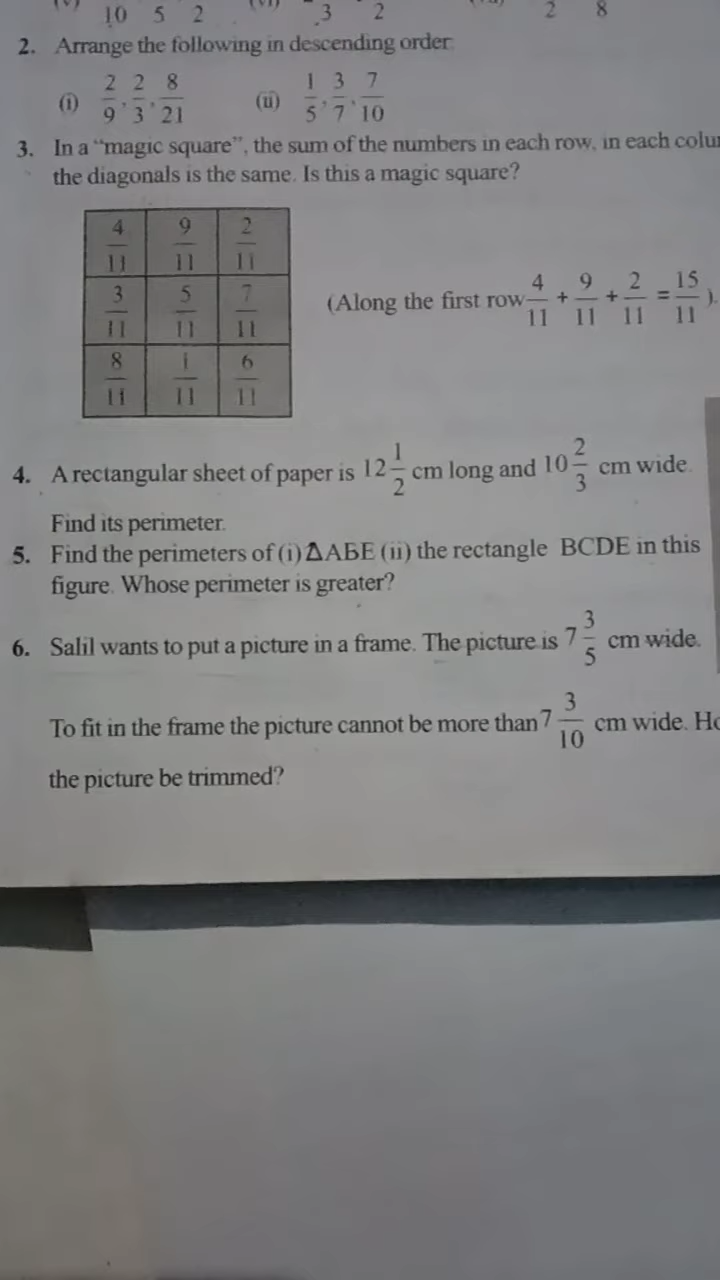 10 5 2 3 2 2 8
2. Arrange the following in descending order:
(i) 2/9, 2/3, 8/21 (ii) 1/5, 3/7, 7/10
3. In a “magic square”, the sum of the numbers in each row, in each
the diagonals is the same. Is this a magic square?
4/11 9/11 2/11
3/11 5/11 7/11
8/11 1/11 6/11
(Along the first row 4/11 + 9/11 + 2/11 = 15/11).
4. A rectangular sheet of paper is 12 1/2 cm long and 10 2/3 cm wide.
Find its perimeter.
5. Find the perimeters of (i) ΔABE (ii) the rectangle BCDE in this
figure. Whose perimeter is greater?
6. Salil wants to put a picture in a frame. The picture is 7 3/5 cm wide.
To fit in the frame the picture cannot be more than 7 3/10 cm wide.
the picture be trimmed?